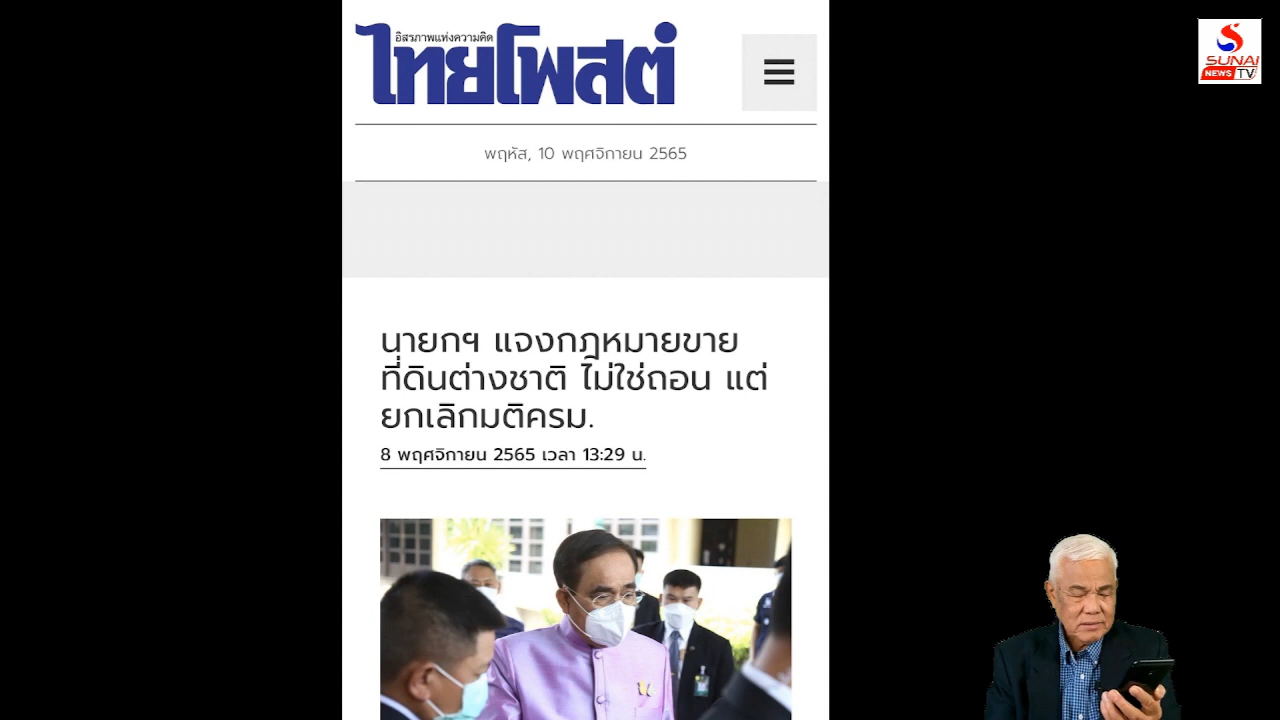 อิสรภาพแห่งความคิด
ไทยโพสต์
SUNAI
NEWS TV
พฤหัส, 10 พฤศจิกายน 2565
นายกฯ แจงกฎหมายขาย
ที่ดินต่างชาติ ไม่ใช่ถอน แต่
ยกเลิกมติครม.
8 พฤศจิกายน 2565 เวลา 13:29 น.